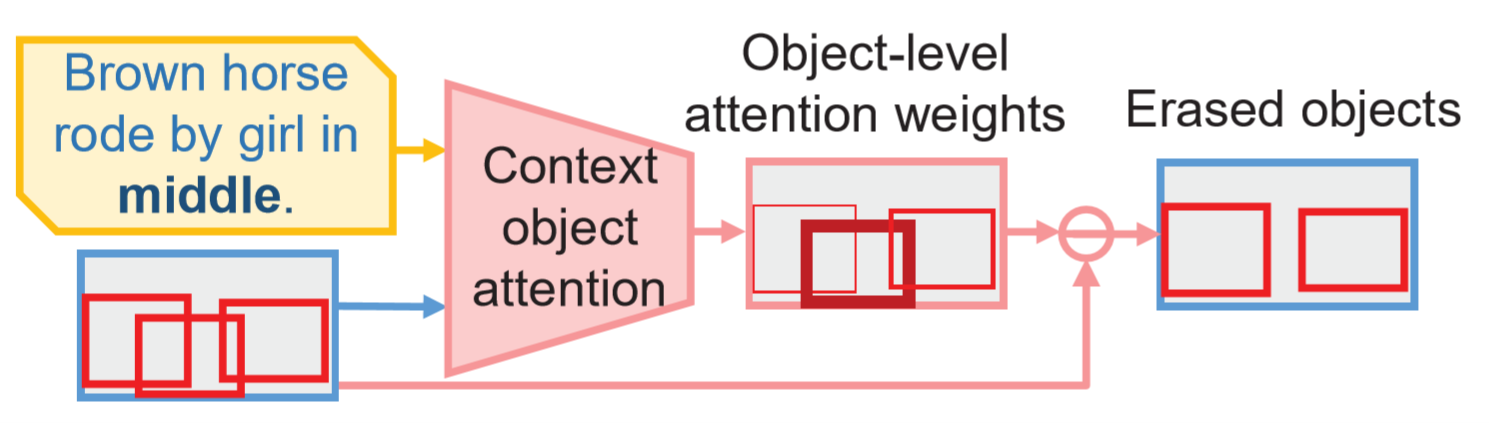 Brown horse
rode by girl in
middle.
Context
object
attention
Object-level
attention weights
Erased objects